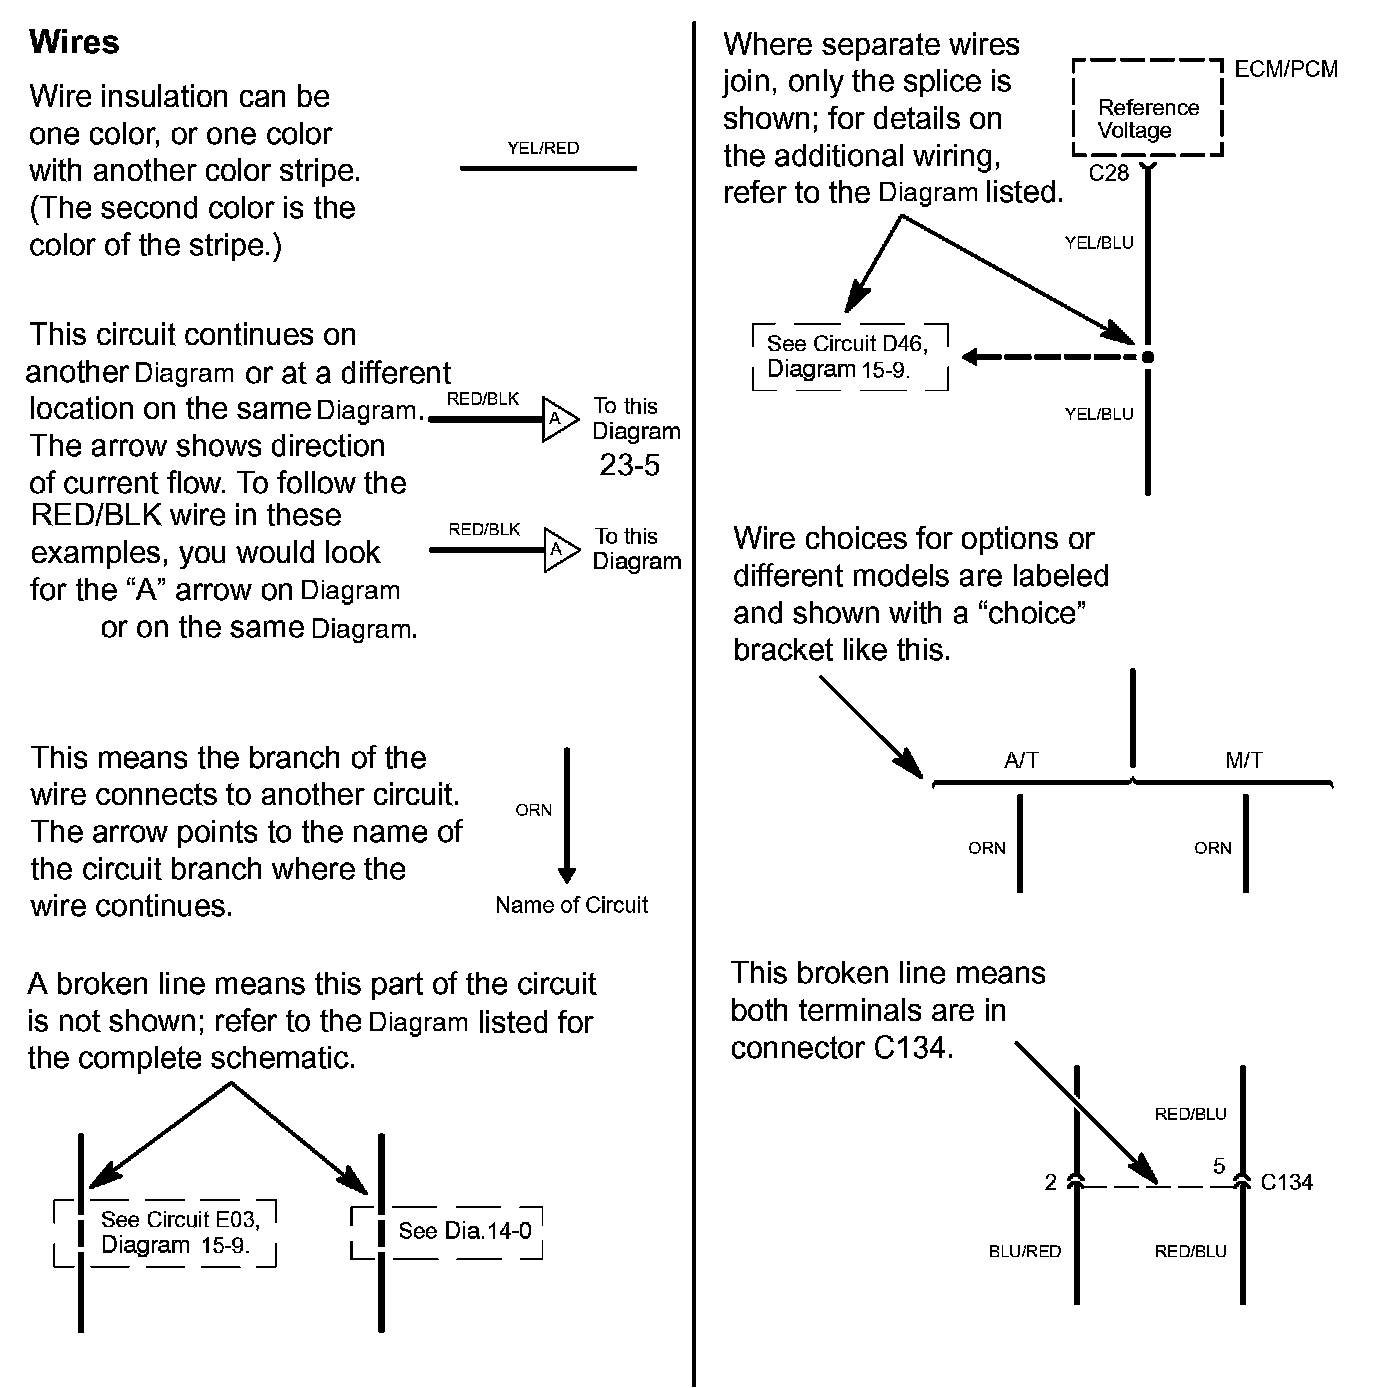 Wires
Wire insulation can be
one color, or one color
with another color stripe.
(The second color is the
color of the stripe.)
YEL/RED
This circuit continues on
another Diagram or at a different
location on the same Diagram.
The arrow shows direction
of current flow. To follow the
RED/BLK wire in these
examples, you would look
for the “A” arrow on Diagram
or on the same Diagram.
RED/BLK
A
To this
Diagram
23-5
RED/BLK
A
To this
Diagram
This means the branch of the
wire connects to another circuit.
The arrow points to the name of
the circuit branch where the
wire continues.
ORN
Name of Circuit
A broken line means this part of the circuit
is not shown; refer to the Diagram listed for
the complete schematic.
See Circuit E03,
Diagram 15-9.
See Dia.14-0
Where separate wires
join, only the splice is
shown; for details on
the additional wiring,
refer to the Diagram listed.
ECM/PCM
Reference
Voltage
C28
YEL/BLU
See Circuit D46,
Diagram 15-9.
YEL/BLU
Wire choices for options or
different models are labeled
and shown with a “choice”
bracket like this.
A/T
M/T
ORN
ORN
This broken line means
both terminals are in
connector C134.
RED/BLU
2
5
C134
BLU/RED
RED/BLU